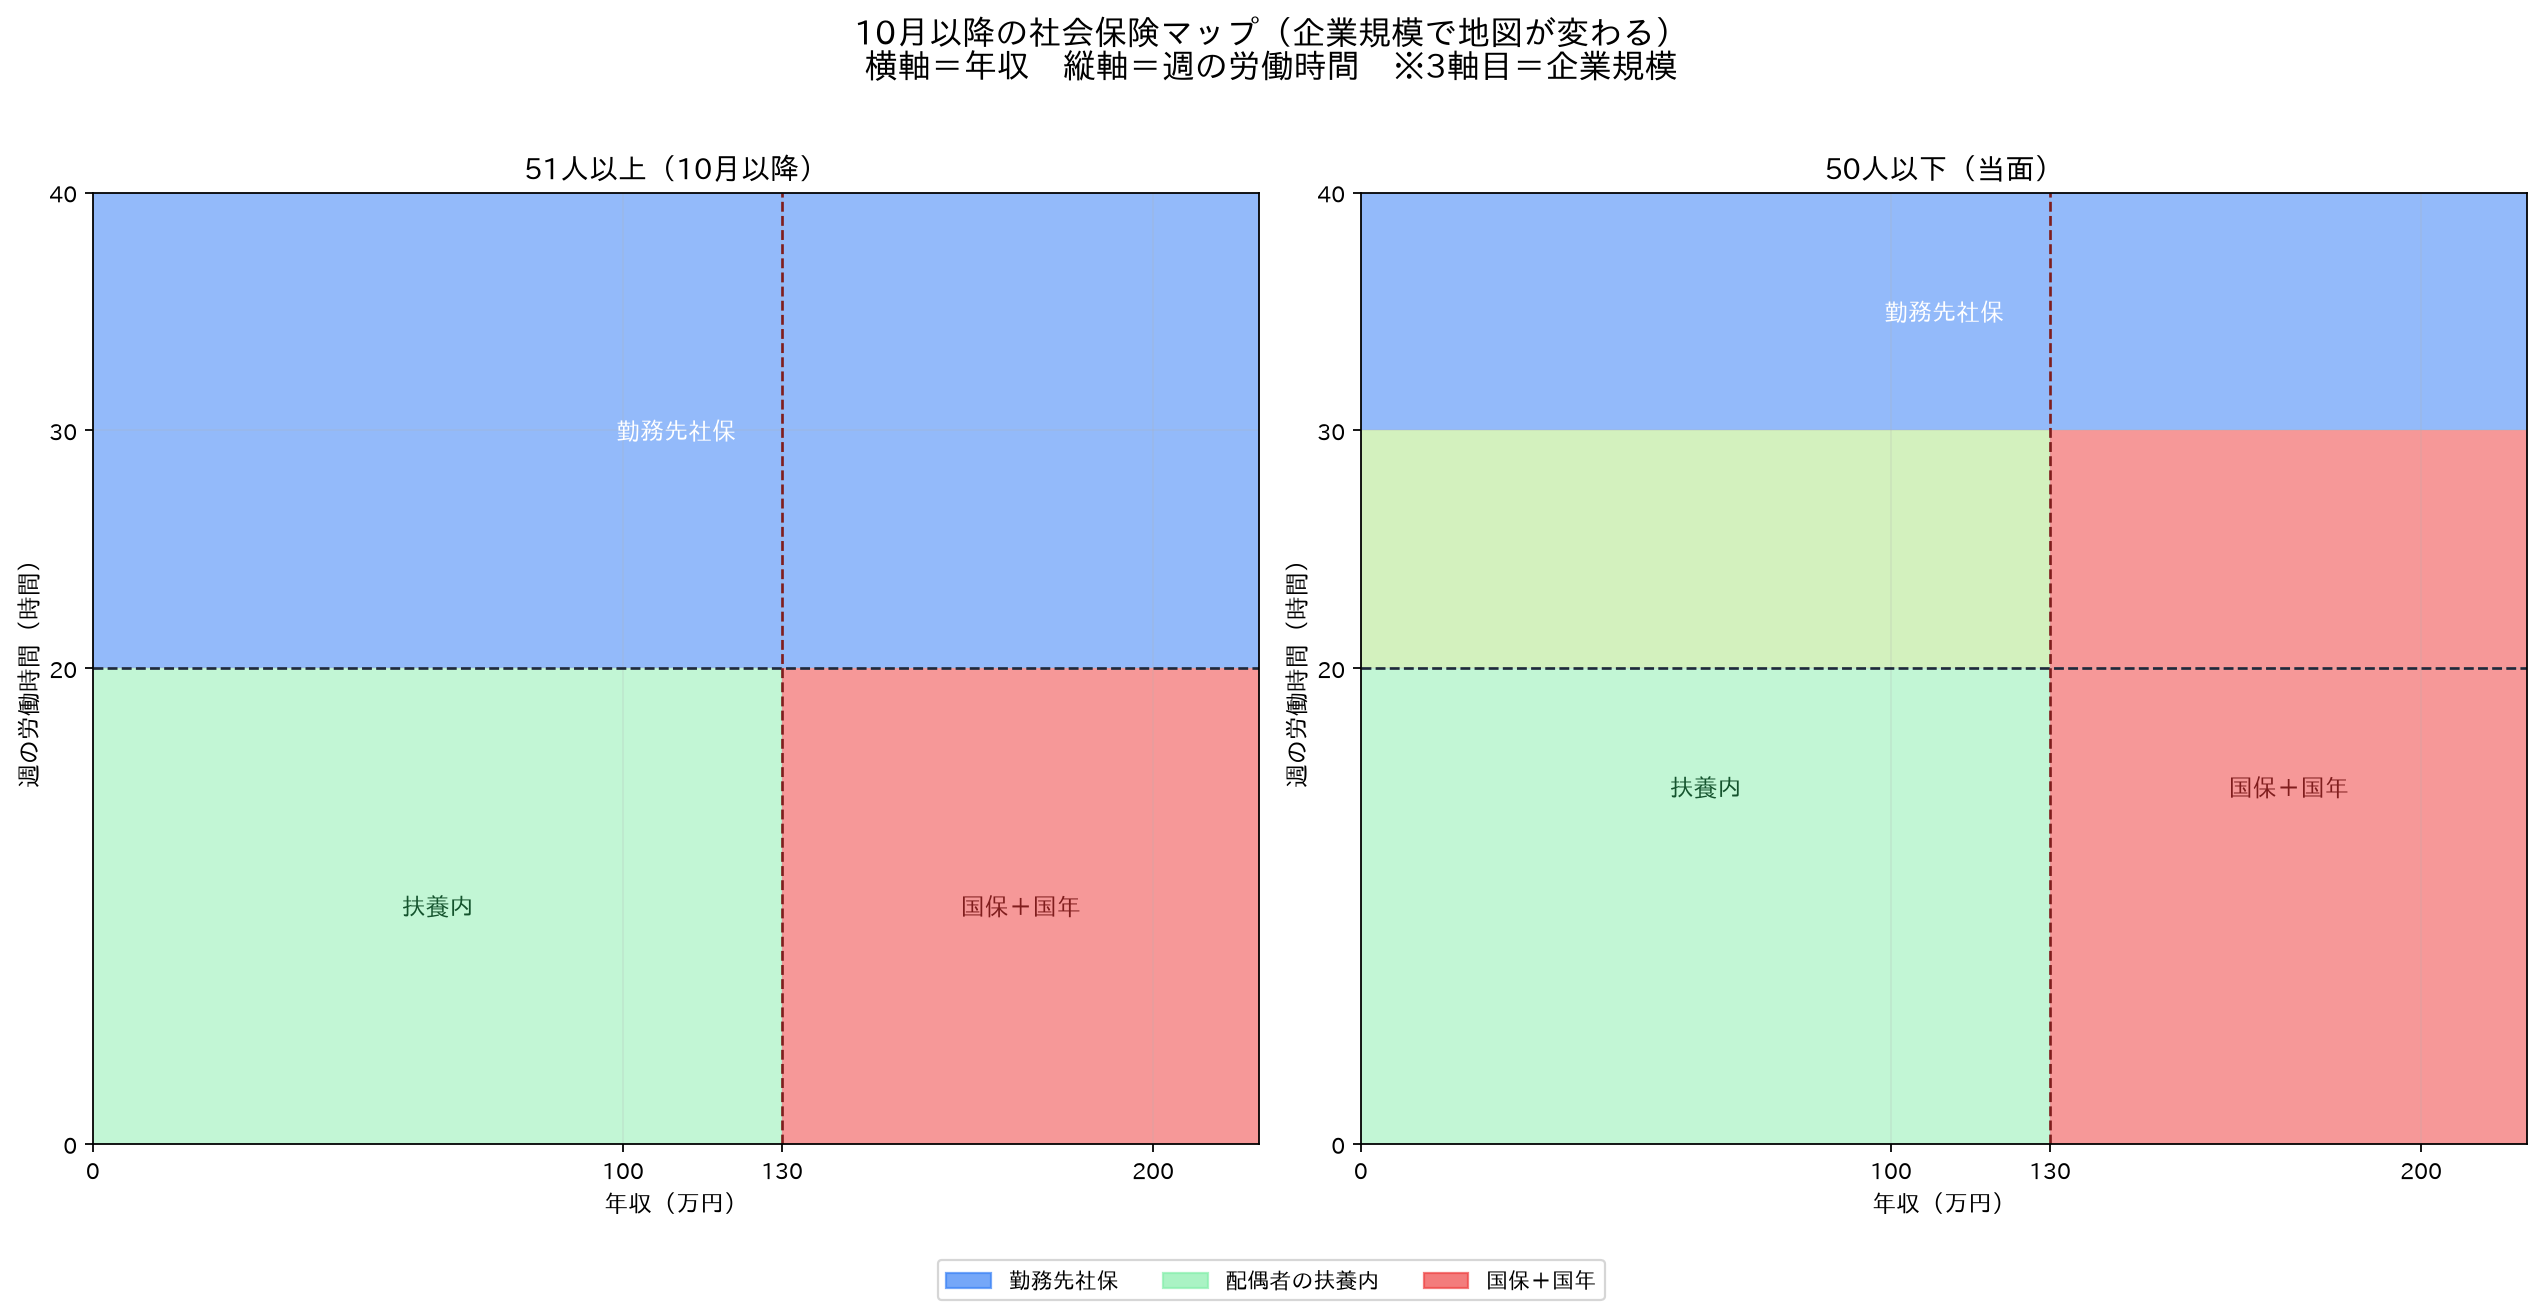 10月以降の社会保険マップ（企業規模で地図が変わる）
横軸＝年収　縦軸＝週の労働時間　※3軸目＝企業規模
51人以上（10月以降）
40
30
20
0
週の労働時間（時間）
勤務先社保
扶養内
国保＋国年
0
100
130
200
年収（万円）
50人以下（当面）
40
30
20
0
週の労働時間（時間）
勤務先社保
扶養内
国保＋国年
0
100
130
200
年収（万円）
勤務先社保
配偶者の扶養内
国保＋国年